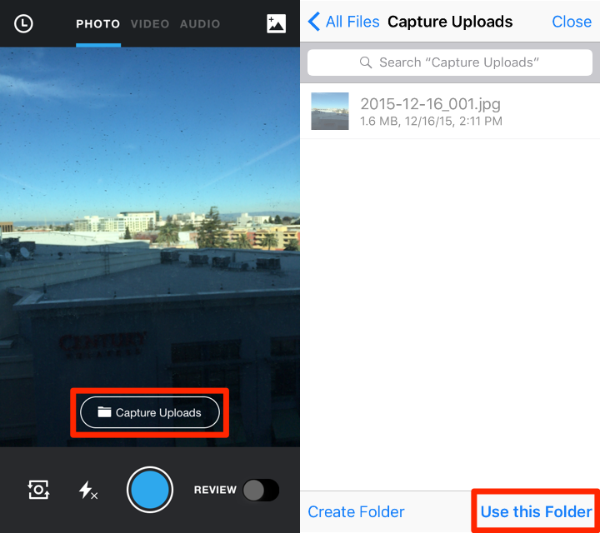 PHOTO VIDEO AUDIO
Capture Uploads
REVIEW
All Files Capture Uploads Close
Search “Capture Uploads”
2015-12-16_001.jpg
1.6 MB, 12/16/15, 2:11 PM
Create Folder Use this Folder